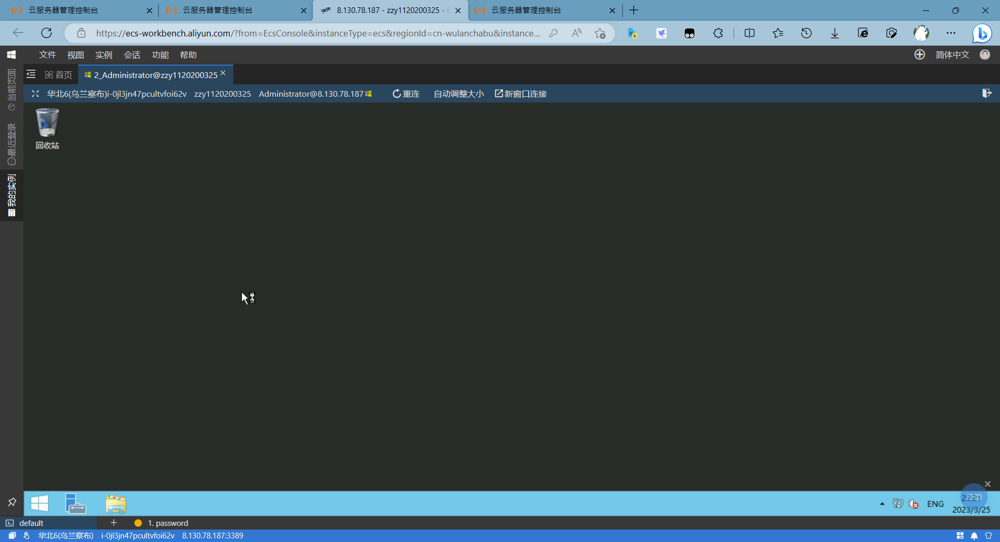 云服务器管理控制台
云服务器管理控制台
8.130.78.187 - zzy1120200325 -
云服务器管理控制台
https://ecs-workbench.aliyun.com/?from=EcsConsole&instanceType=ecs&regionId=cn-wulanchabu&instance...
文件 视图 实例 会话 功能 帮助
简体中文
当前页面
最近登录
我的实例
首页
2_Administrator@zzy1120200325
华北6(乌兰察布)i-0jl3jn47pcultvfoi62v zzy1120200325 Administrator@8.130.78.187
重连 自动调整大小 新窗口连接
回收站
反馈
ENG
2023/3/25
default
1. password
华北6(乌兰察布) i-0jl3jn47pcultvfoi62v 8.130.78.187:3389